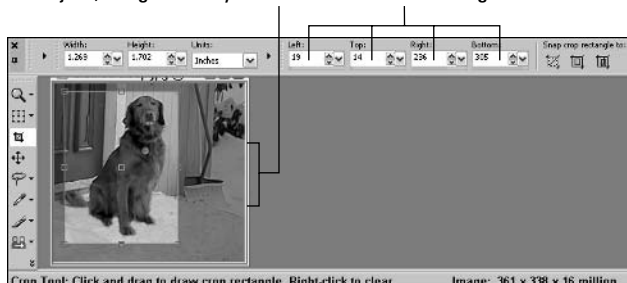 Width: Height: Units: Left: Top: Right: Bottom: Snap crop rectangle to:
1.269 1.702 Inches 19 14 236 305
Crop Tool: Click and drag to draw crop rectangle. Right-click to clear. Image: 361 x 338 x 16 million